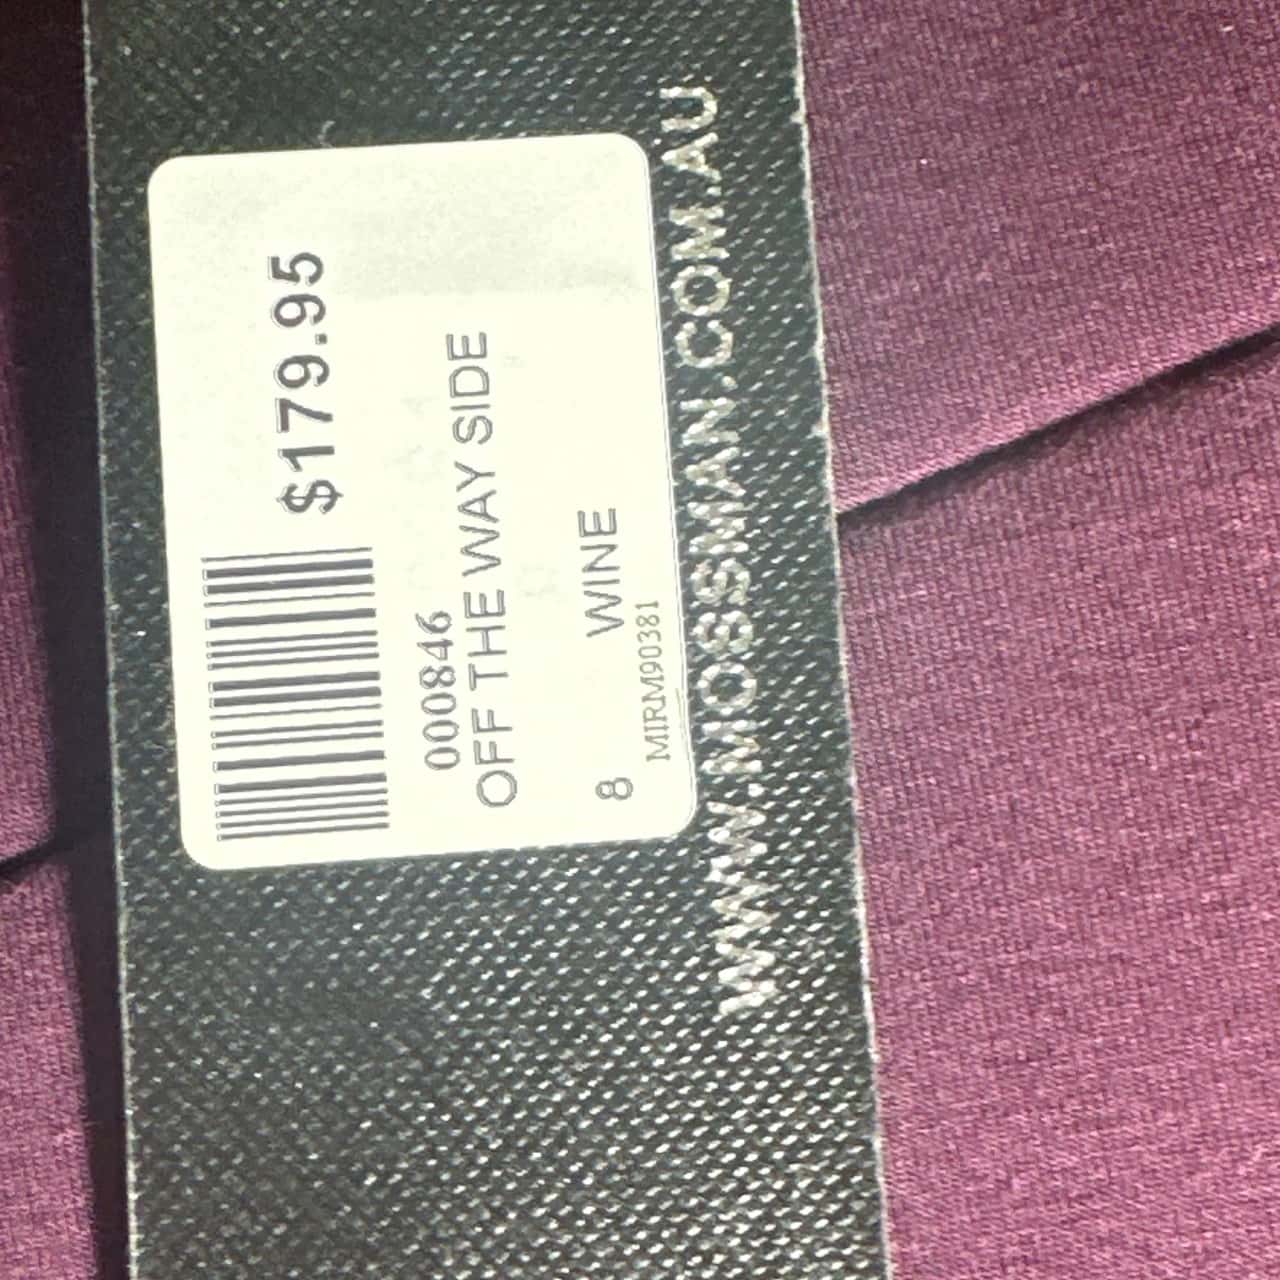 $179.95
000846
OFF THE WAY SIDE
8 WINE
MIRM90381
WWW.MOSSMAN.COM.AU